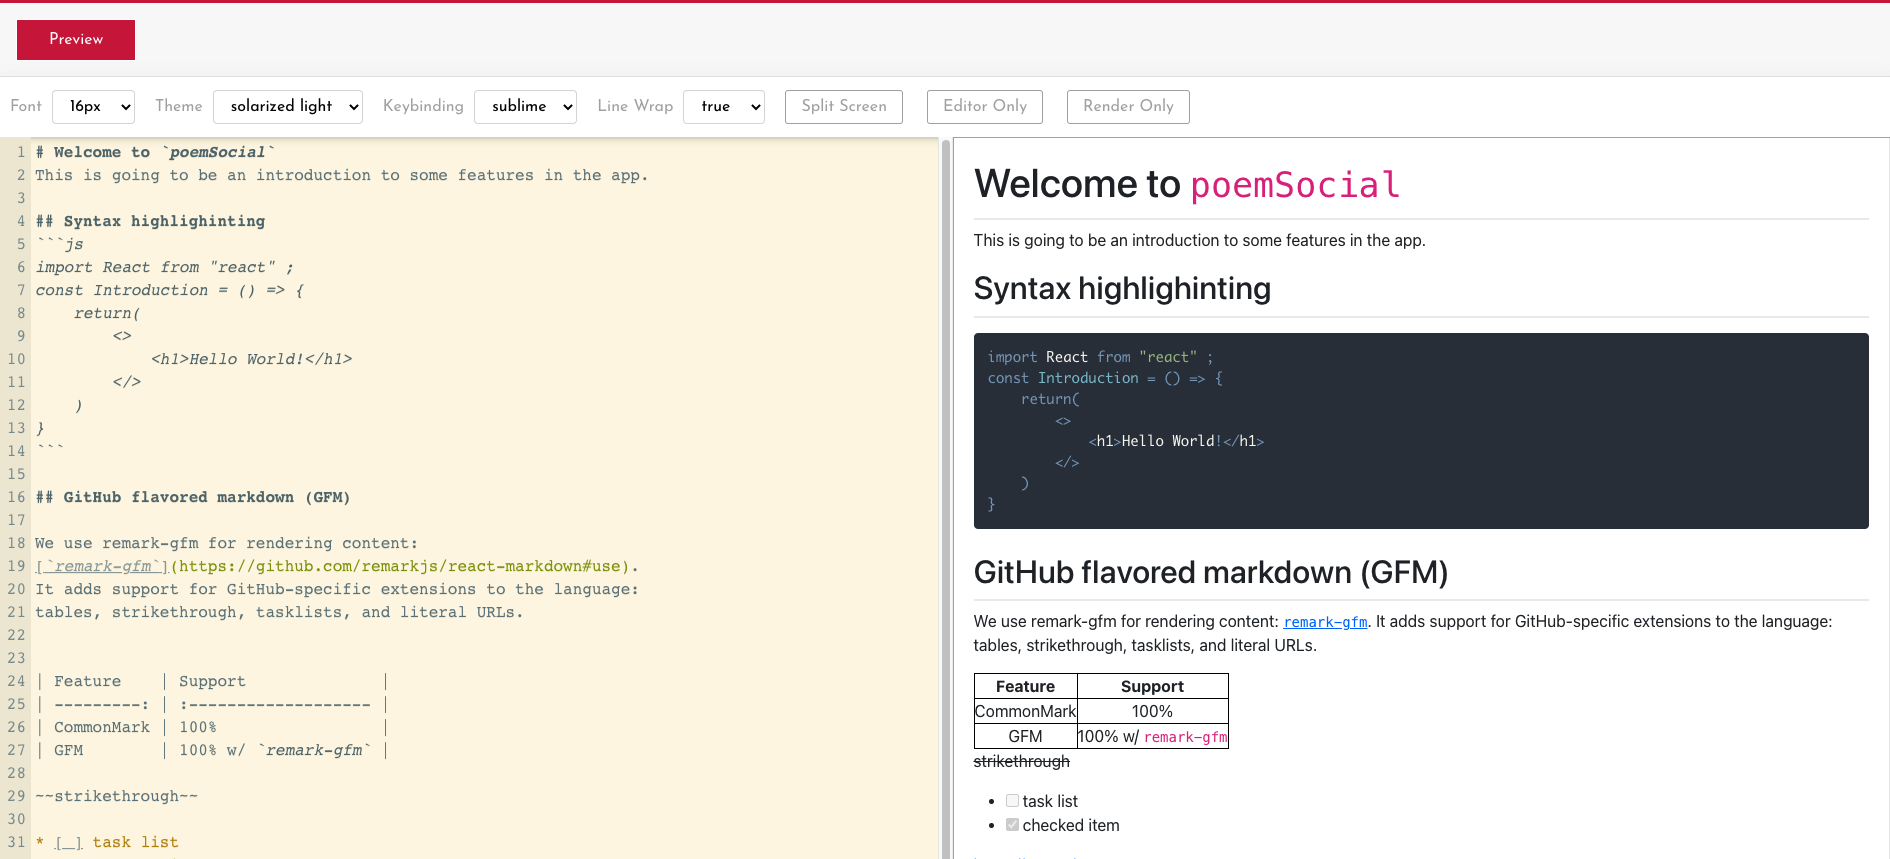 Preview
Font 16px Theme solarized light Keybinding sublime Line Wrap true Split Screen Editor Only Render Only
1 # Welcome to `poemSocial`
2 This is going to be an introduction to some features in the app.
3
4 ## Syntax highlighinting
5 ```js
6 import React from "react" ;
7 const Introduction = () => {
8     return(
9         <>
10             <h1>Hello World!</h1>
11         </>
12     )
13 }
14 ```
15
16 ## GitHub flavored markdown (GFM)
17
18 We use remark-gfm for rendering content:
19 [`remark-gfm`](https://github.com/remarkjs/react-markdown#use).
20 It adds support for GitHub-specific extensions to the language:
21 tables, strikethrough, tasklists, and literal URLs.
22
23
24 | Feature    | Support              |
25 | ---------: | :------------------- |
26 | CommonMark | 100%                 |
27 | GFM        | 100% w/ `remark-gfm` |
28
29 ~~strikethrough~~
30
31 * [ ] task list
Welcome to poemSocial
This is going to be an introduction to some features in the app.
Syntax highlighinting
import React from "react" ;
const Introduction = () => {
    return(
        <>
            <h1>Hello World!</h1>
        </>
    )
}
GitHub flavored markdown (GFM)
We use remark-gfm for rendering content: remark-gfm. It adds support for GitHub-specific extensions to the language:
tables, strikethrough, tasklists, and literal URLs.
Feature Support
CommonMark 100%
GFM 100% w/ remark-gfm
strikethrough
task list
checked item